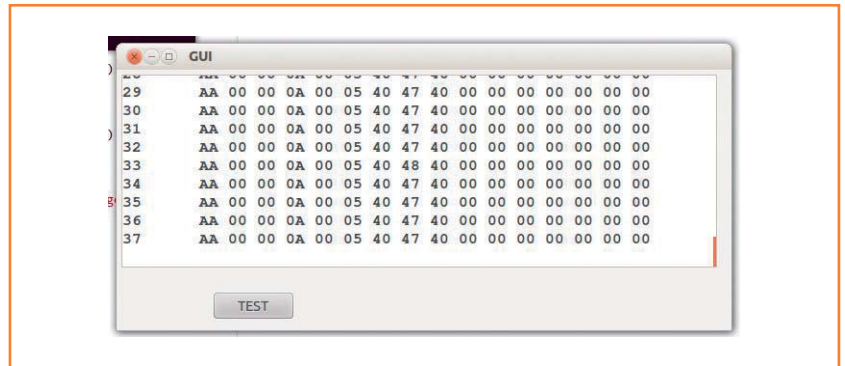 GUI
29 AA 00 00 0A 00 05 40 47 40 00 00 00 00 00 00 00
30 AA 00 00 0A 00 05 40 47 40 00 00 00 00 00 00 00
31 AA 00 00 0A 00 05 40 47 40 00 00 00 00 00 00 00
32 AA 00 00 0A 00 05 40 47 40 00 00 00 00 00 00 00
33 AA 00 00 0A 00 05 40 48 40 00 00 00 00 00 00 00
34 AA 00 00 0A 00 05 40 47 40 00 00 00 00 00 00 00
35 AA 00 00 0A 00 05 40 47 40 00 00 00 00 00 00 00
36 AA 00 00 0A 00 05 40 47 40 00 00 00 00 00 00 00
37 AA 00 00 0A 00 05 40 47 40 00 00 00 00 00 00 00
TEST